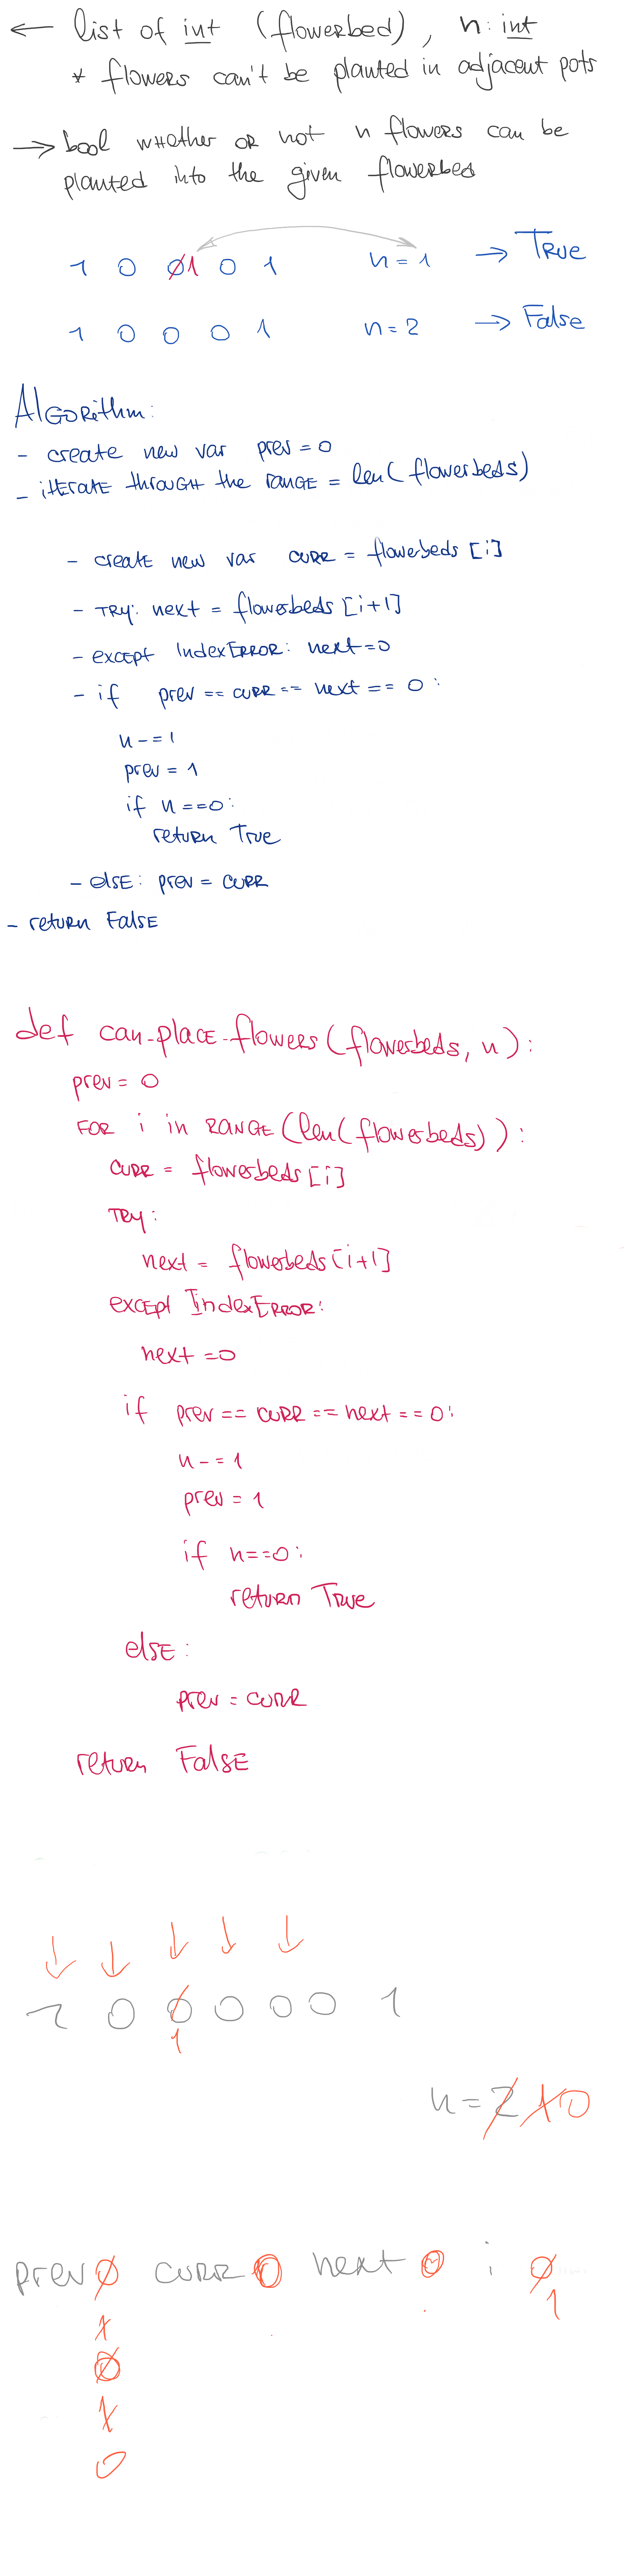 ← list of int (flowerbed), n: int
* flowers can't be planted in adjacent pots
→ bool whether or not n flowers can be
planted into the given flowerbed
1 0 0 1 0 1 n = 1 → True
1 0 0 0 1 n = 2 → False
Algorithm:
- create new var prev = 0
- itterate through the range = len(flowerbeds)
- create new var curr = flowerbeds [i]
- try: next = flowerbeds [i+1]
- except IndexError: next=0
- if prev == curr == next == 0 :
n -= 1
prev = 1
if n ==0 :
return True
- else: prev = curr
- return False
def can_place_flowers (flowerbeds, n) :
prev = 0
for i in range (len(flowerbeds)) :
curr = flowerbeds [i]
try :
next = flowerbeds [i+1]
except IndexError:
next =0
if prev == curr == next == 0 :
n -= 1
prev = 1
if n==0 :
return True
else :
prev = curr
return False
1 0 0 0 0 0 1
1
n = 2 1 0
prev 0 curr 0 next 0 i 0
1 1
0
1
0